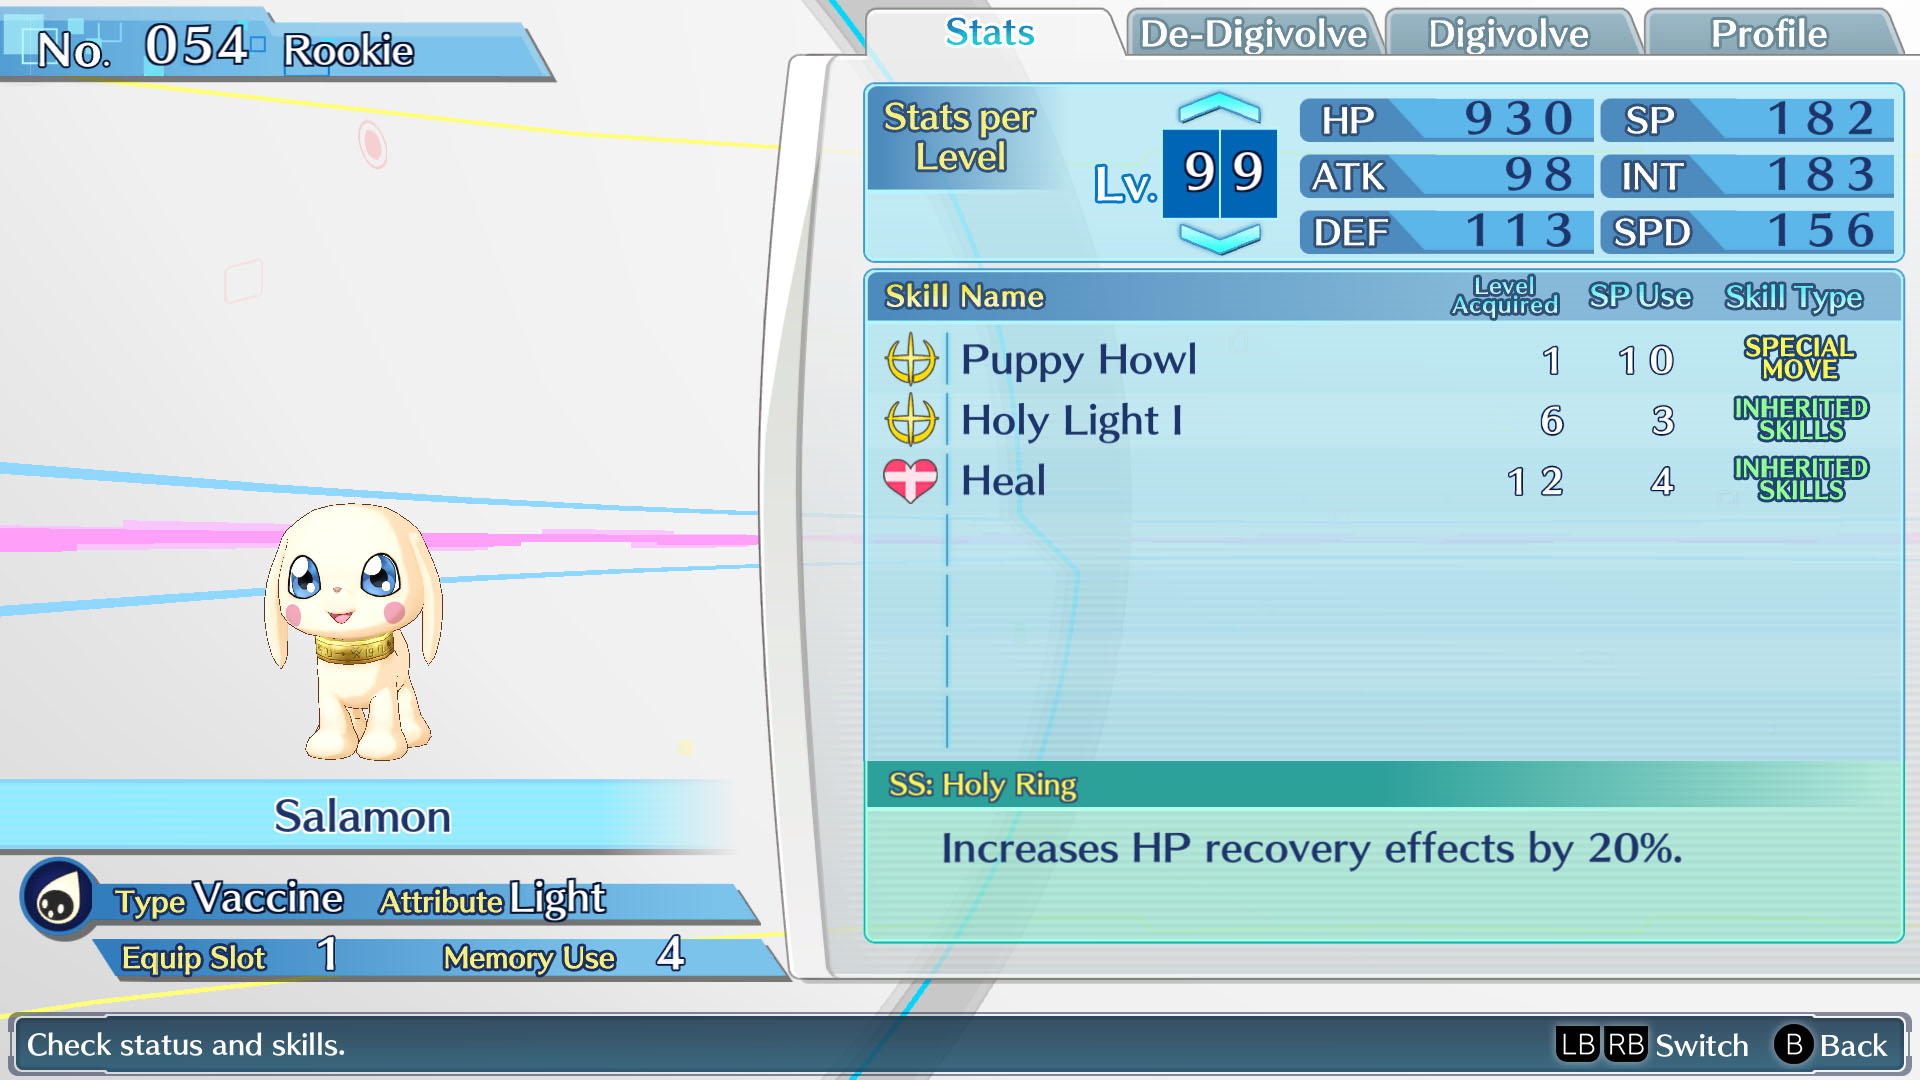 No. 054 Rookie
Stats
De-Digivolve
Digivolve
Profile
Stats per
Level
Lv. 99
HP 930
SP 182
ATK 98
INT 183
DEF 113
SPD 156
Skill Name
Level
Acquired
SP Use
Skill Type
Puppy Howl 1 10 SPECIAL
MOVE
Holy Light I 6 3 INHERITED
SKILLS
Heal 12 4 INHERITED
SKILLS
SS: Holy Ring
Increases HP recovery effects by 20%.
Salamon
Type Vaccine Attribute Light
Equip Slot 1 Memory Use 4
Check status and skills.
LB RB Switch B Back